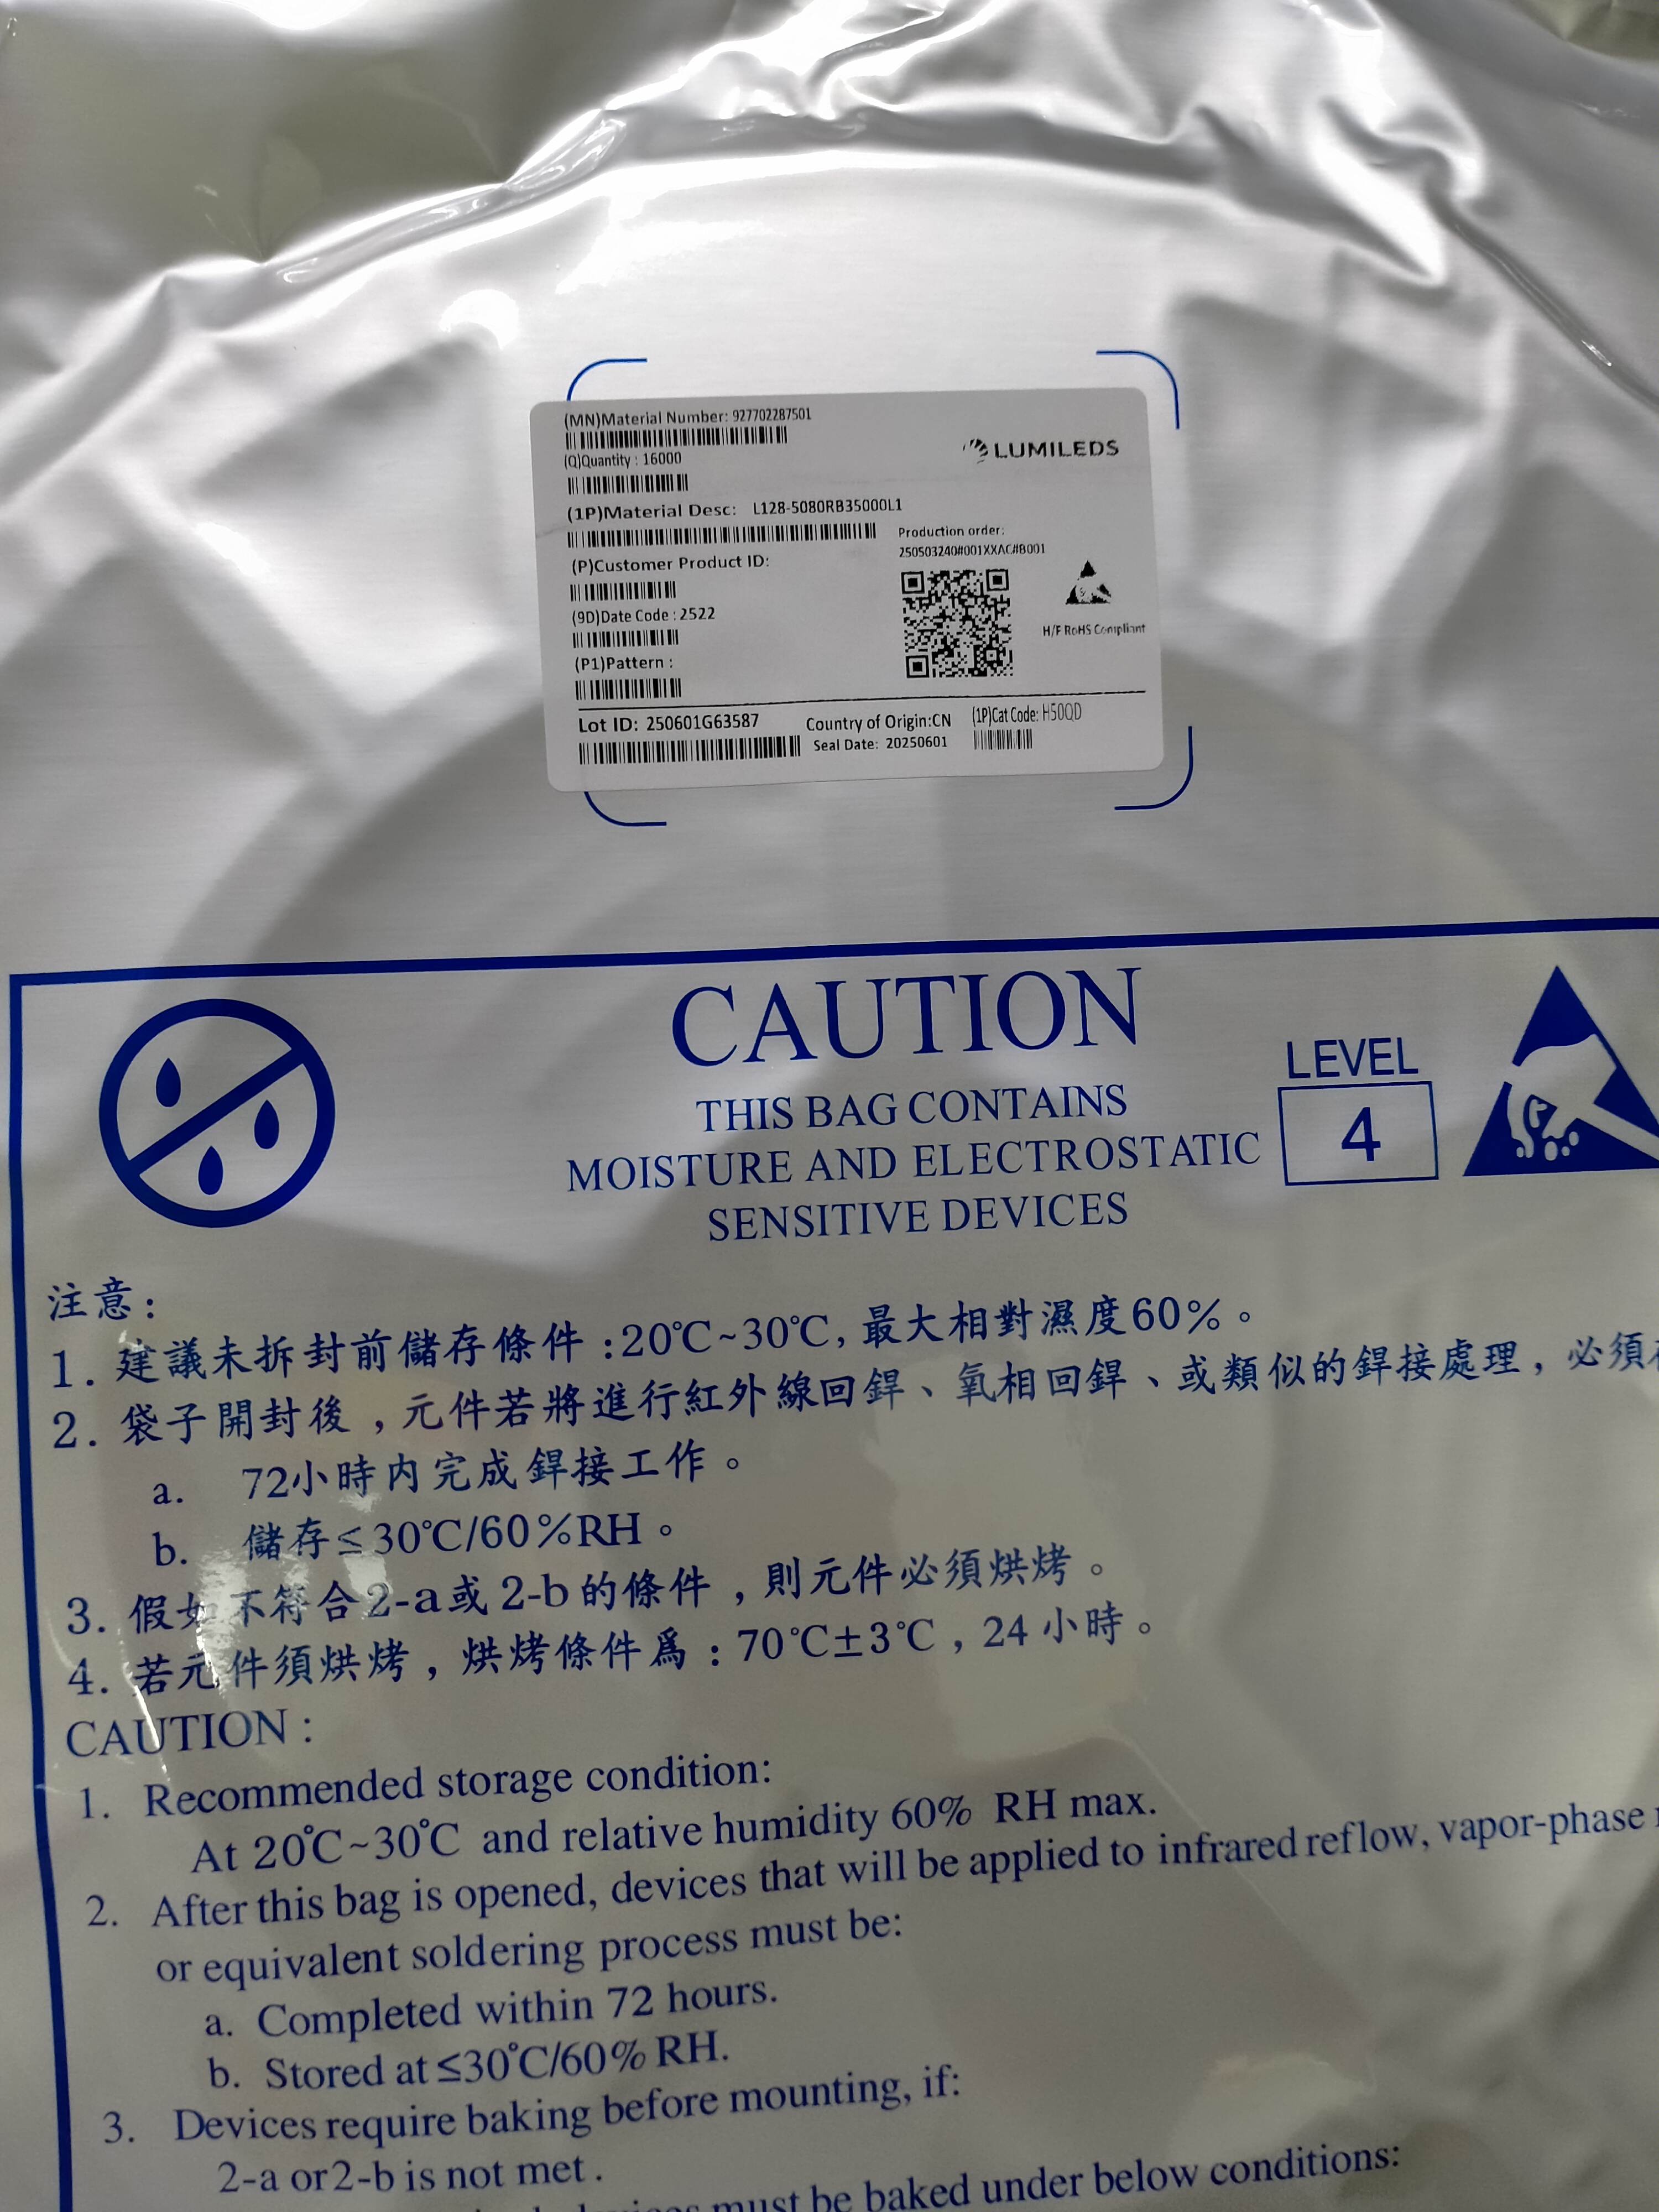 (MN)Material Number: 927702287501
(Q)Quantity : 16000
LUMILEDS
(1P)Material Desc: L128-5080RB35000L1
Production order:
250503240#001XXAC#B001
(P)Customer Product ID:
(9D)Date Code : 2522
H/F RoHS Compliant
(P1)Pattern :
Lot ID: 250601G63587
Country of Origin:CN
(1P)Cat Code: H50QD
Seal Date: 20250601
CAUTION
THIS BAG CONTAINS
MOISTURE AND ELECTROSTATIC
SENSITIVE DEVICES
LEVEL
4
注意:
1. 建議未拆封前儲存條件:20℃~30℃,最大相對濕度60%。
2. 袋子開封後,元件若將進行紅外線回銲、氧相回銲、或類似的銲接處理,必須
a. 72小時內完成銲接工作。
b. 儲存≤30℃/60%RH。
3. 假如不符合2-a或2-b的條件,則元件必須烘烤。
4. 若元件須烘烤,烘烤條件為:70℃±3℃,24小時。
CAUTION :
1. Recommended storage condition:
At 20℃~30℃ and relative humidity 60% RH max.
2. After this bag is opened, devices that will be applied to infrared reflow, vapor-phase
or equivalent soldering process must be:
a. Completed within 72 hours.
b. Stored at ≤30℃/60% RH.
3. Devices require baking before mounting, if:
2-a or 2-b is not met .
must be baked under below conditions: